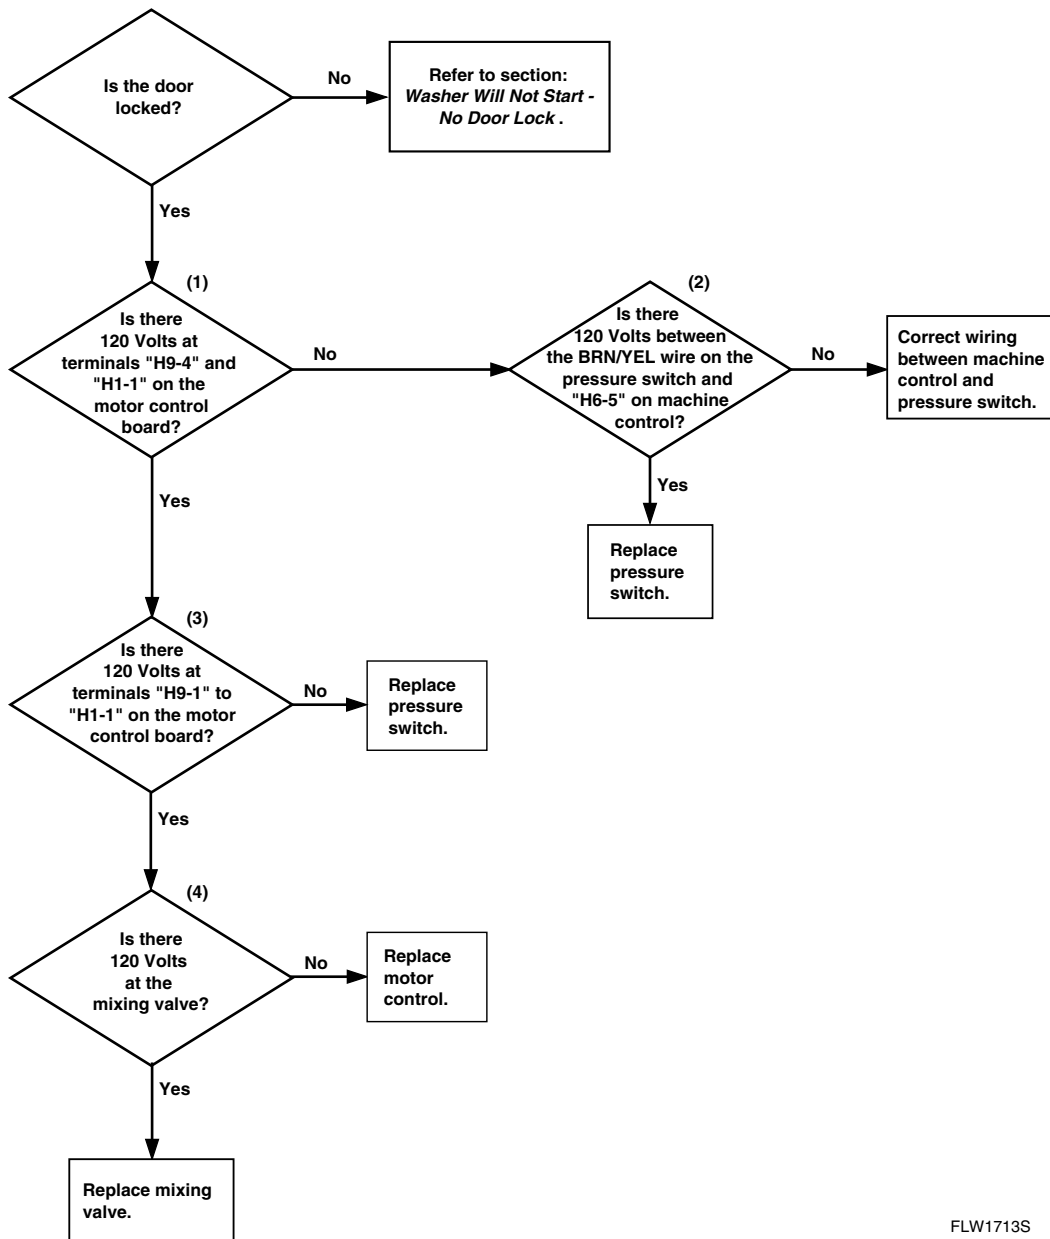 Is the door
locked?
No
Refer to section:
Washer Will Not Start -
No Door Lock .
Yes
(1)
Is there
120 Volts at
terminals "H9-4" and
"H1-1" on the
motor control
board?
No
(2)
Is there
120 Volts between
the BRN/YEL wire on the
pressure switch and
"H6-5" on machine
control?
No
Correct wiring
between machine
control and
pressure switch.
Yes
Yes
Replace
pressure
switch.
(3)
Is there
120 Volts at
terminals "H9-1" to
"H1-1" on the motor
control board?
No
Replace
pressure
switch.
Yes
(4)
Is there
120 Volts
at the
mixing valve?
No
Replace
motor
control.
Yes
Replace mixing
valve.
FLW1713S